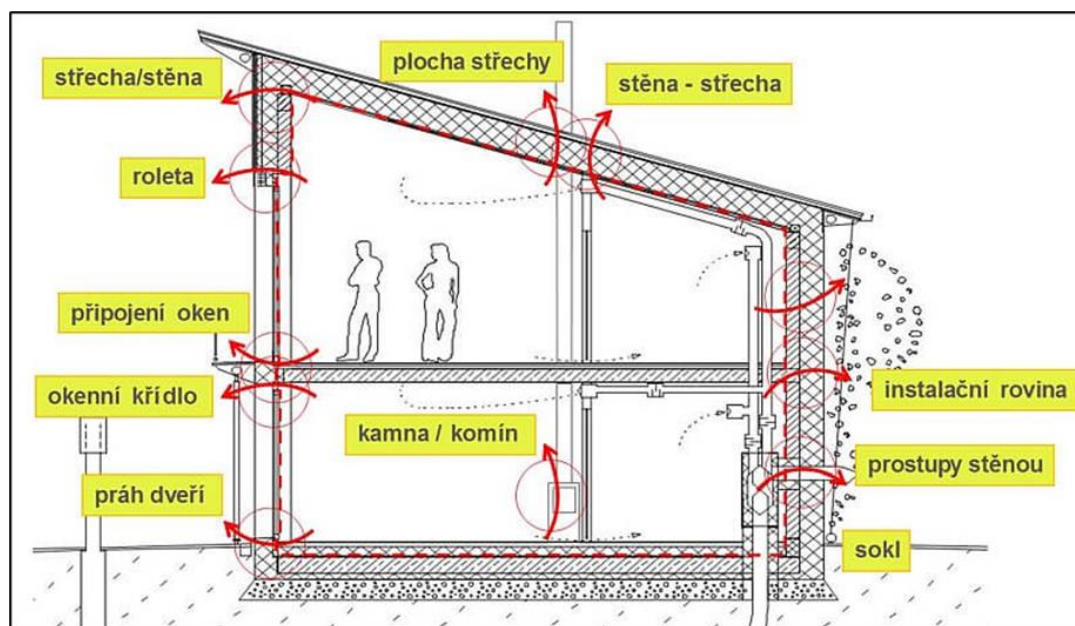 plocha střechy
střecha/stěna
stěna - střecha
roleta
připojení oken
okenní křídlo
instalační rovina
kamna / komín
prostupy stěnou
práh dveří
sokl